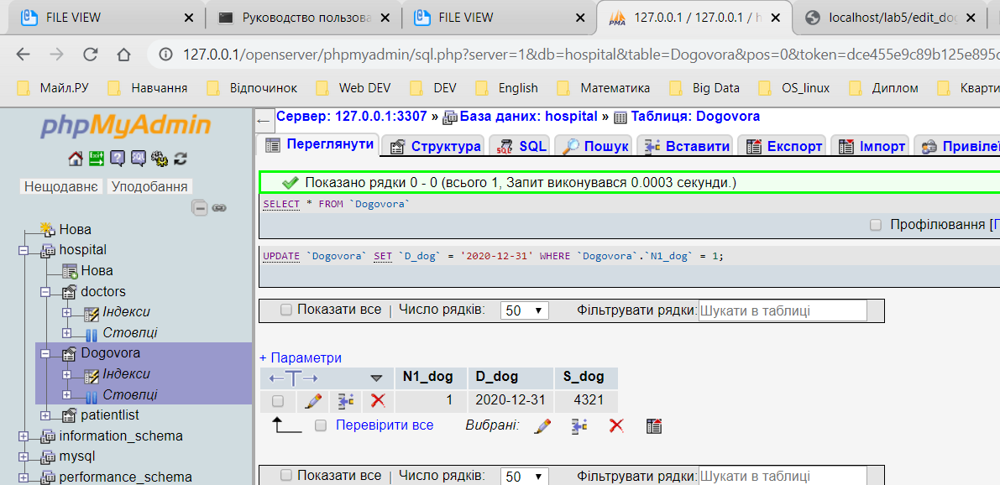 FILE VIEW
Руководство пользова
FILE VIEW
PMA 127.0.0.1 / 127.0.0.1 / h
localhost/lab5/edit_do
127.0.0.1/openserver/phpmyadmin/sql.php?server=1&db=hospital&table=Dogovora&pos=0&token=dce455e9c89b125e895c
Майл.РУ Навчання Відпочинок Web DEV DEV English Математика Big Data OS_linux Диплом Кварти
phpMyAdmin
Exit ? SQL
Нещодавнє Уподобання
Нова
hospital
Нова
doctors
Індекси
Стовпці
Dogovora
Індекси
Стовпці
patientlist
information_schema
mysql
performance_schema
← Сервер: 127.0.0.1:3307 » База даних: hospital » Таблиця: Dogovora
Переглянути Структура SQL Пошук Вставити Експорт Імпорт Привілеї
Показано рядки 0 - 0 (всього 1, Запит виконувався 0.0003 секунди.)
SELECT * FROM `Dogovora`
Профілювання [П
UPDATE `Dogovora` SET `D_dog` = '2020-12-31' WHERE `Dogovora`.`N1_dog` = 1;
Показати все | Число рядків: 50 Фільтрувати рядки: Шукати в таблиці
+ Параметри
←T→ N1_dog D_dog S_dog
1 2020-12-31 4321
Перевірити все Вибрані:
Показати все | Число рядків: 50 Фільтрувати рядки: Шукати в таблиці